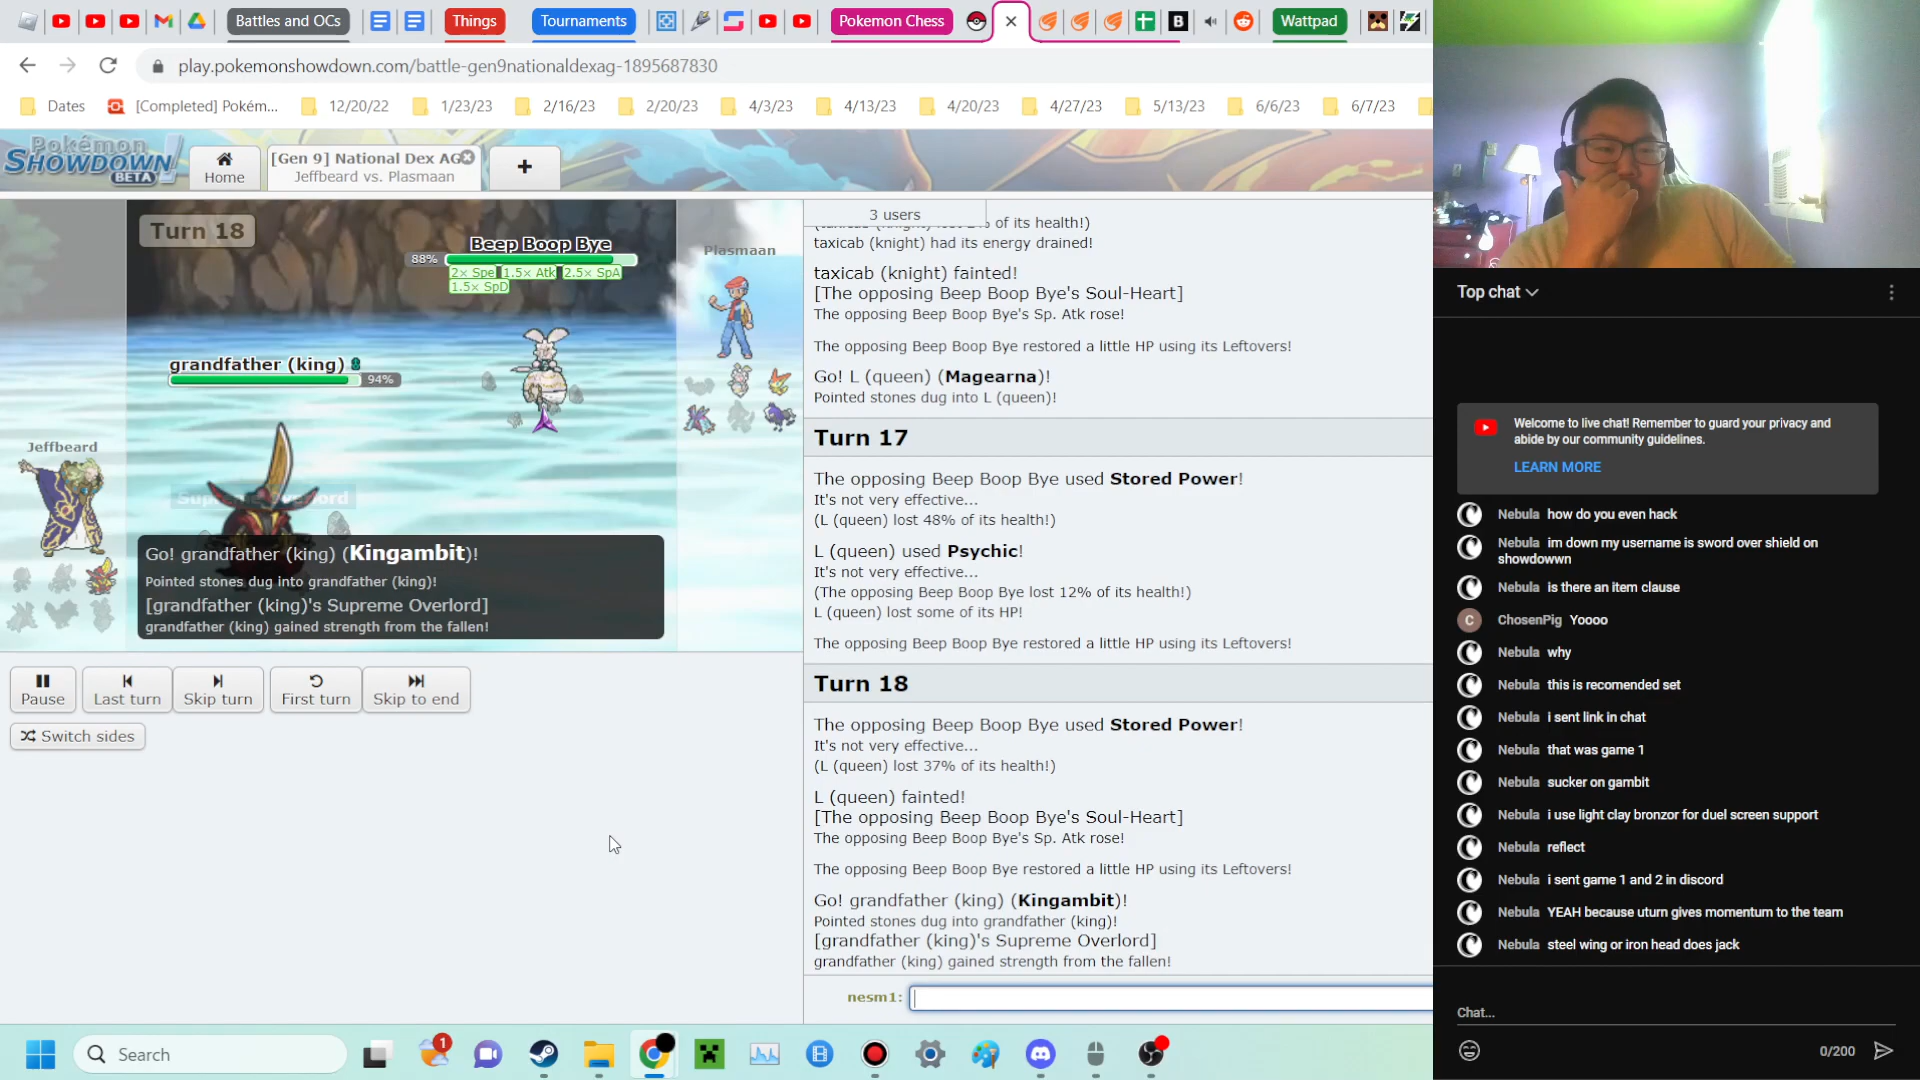 Battles and OCs
Things
Tournaments
Pokemon Chess
B
Wattpad
play.pokemonshowdown.com/battle-gen9nationaldexag-1895687830
Dates
[Completed] Pokém...
12/20/22
1/23/23
2/16/23
2/20/23
4/3/23
4/13/23
4/20/23
4/27/23
5/13/23
6/6/23
6/7/23
Pokémon
SHOWDOWN!
BETA
Home
[Gen 9] National Dex AG
Jeffbeard vs. Plasmaan
+
Turn 18
Beep Boop Bye
88%
2× Spe
1.5× Atk
2.5× SpA
1.5× SpD
grandfather (king)
94%
Plasmaan
Jeffbeard
Supreme Overlord
Go! grandfather (king) (Kingambit)!
Pointed stones dug into grandfather (king)!
[grandfather (king)'s Supreme Overlord]
grandfather (king) gained strength from the fallen!
Pause
Last turn
Skip turn
First turn
Skip to end
Switch sides
3 users
of its health!)
taxicab (knight) had its energy drained!
taxicab (knight) fainted!
[The opposing Beep Boop Bye's Soul-Heart]
The opposing Beep Boop Bye's Sp. Atk rose!
The opposing Beep Boop Bye restored a little HP using its Leftovers!
Go! L (queen) (Magearna)!
Pointed stones dug into L (queen)!
Turn 17
The opposing Beep Boop Bye used Stored Power!
It's not very effective...
(L (queen) lost 48% of its health!)
L (queen) used Psychic!
It's not very effective...
(The opposing Beep Boop Bye lost 12% of its health!)
L (queen) lost some of its HP!
The opposing Beep Boop Bye restored a little HP using its Leftovers!
Turn 18
The opposing Beep Boop Bye used Stored Power!
It's not very effective...
(L (queen) lost 37% of its health!)
L (queen) fainted!
[The opposing Beep Boop Bye's Soul-Heart]
The opposing Beep Boop Bye's Sp. Atk rose!
The opposing Beep Boop Bye restored a little HP using its Leftovers!
Go! grandfather (king) (Kingambit)!
Pointed stones dug into grandfather (king)!
[grandfather (king)'s Supreme Overlord]
grandfather (king) gained strength from the fallen!
nesm1:
Top chat
Welcome to live chat! Remember to guard your privacy and
abide by our community guidelines.
LEARN MORE
Nebula how do you even hack
Nebula im down my username is sword over shield on
showdowwn
Nebula is there an item clause
C ChosenPig Yoooo
Nebula why
Nebula this is recomended set
Nebula i sent link in chat
Nebula that was game 1
Nebula sucker on gambit
Nebula i use light clay bronzor for duel screen support
Nebula reflect
Nebula i sent game 1 and 2 in discord
Nebula YEAH because uturn gives momentum to the team
Nebula steel wing or iron head does jack
Chat...
0/200
Search
1